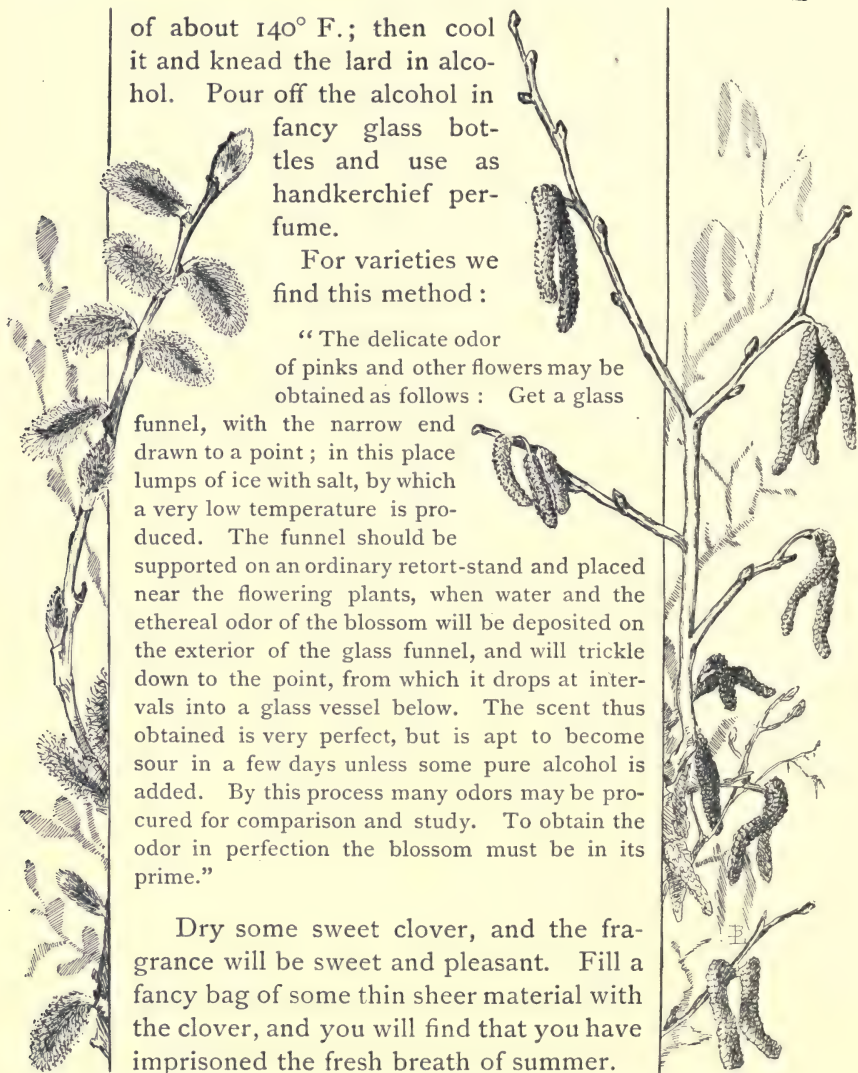 of about 140° F.; then cool
it and knead the lard in alco-
hol. Pour off the alcohol in
fancy glass bot-
tles and use as
handkerchief per-
fume.
For varieties we
find this method :
“ The delicate odor
of pinks and other flowers may be
obtained as follows : Get a glass
funnel, with the narrow end
drawn to a point ; in this place
lumps of ice with salt, by which
a very low temperature is pro-
duced. The funnel should be
supported on an ordinary retort-stand and placed
near the flowering plants, when water and the
ethereal odor of the blossom will be deposited on
the exterior of the glass funnel, and will trickle
down to the point, from which it drops at inter-
vals into a glass vessel below. The scent thus
obtained is very perfect, but is apt to become
sour in a few days unless some pure alcohol is
added. By this process many odors may be pro-
cured for comparison and study. To obtain the
odor in perfection the blossom must be in its
prime.”
Dry some sweet clover, and the fra-
grance will be sweet and pleasant. Fill a
fancy bag of some thin sheer material with
the clover, and you will find that you have
imprisoned the fresh breath of summer.